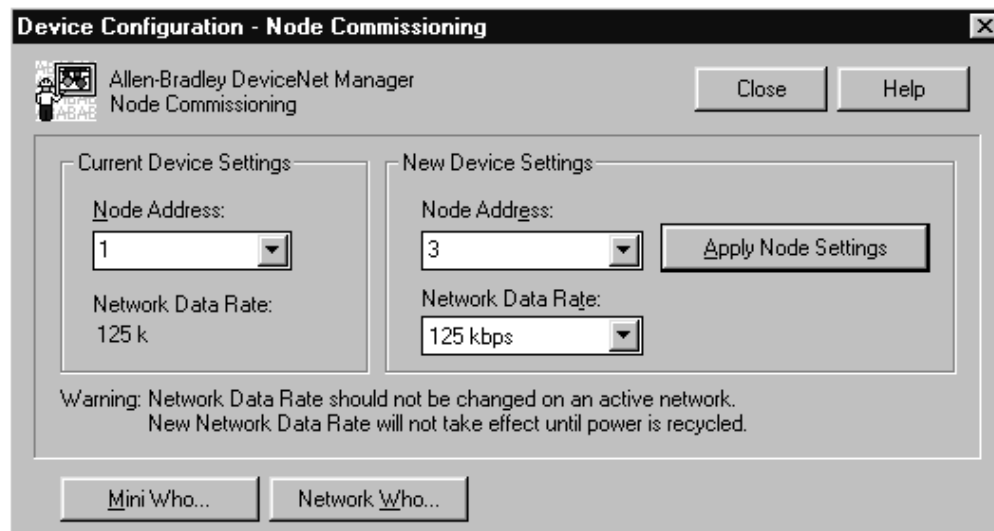 Device Configuration - Node Commissioning
Allen-Bradley DeviceNet Manager
Node Commissioning
Close
Help
Current Device Settings
Node Address:
1
Network Data Rate:
125 k
New Device Settings
Node Address:
3
Apply Node Settings
Network Data Rate:
125 kbps
Warning: Network Data Rate should not be changed on an active network.
New Network Data Rate will not take effect until power is recycled.
Mini Who...
Network Who...